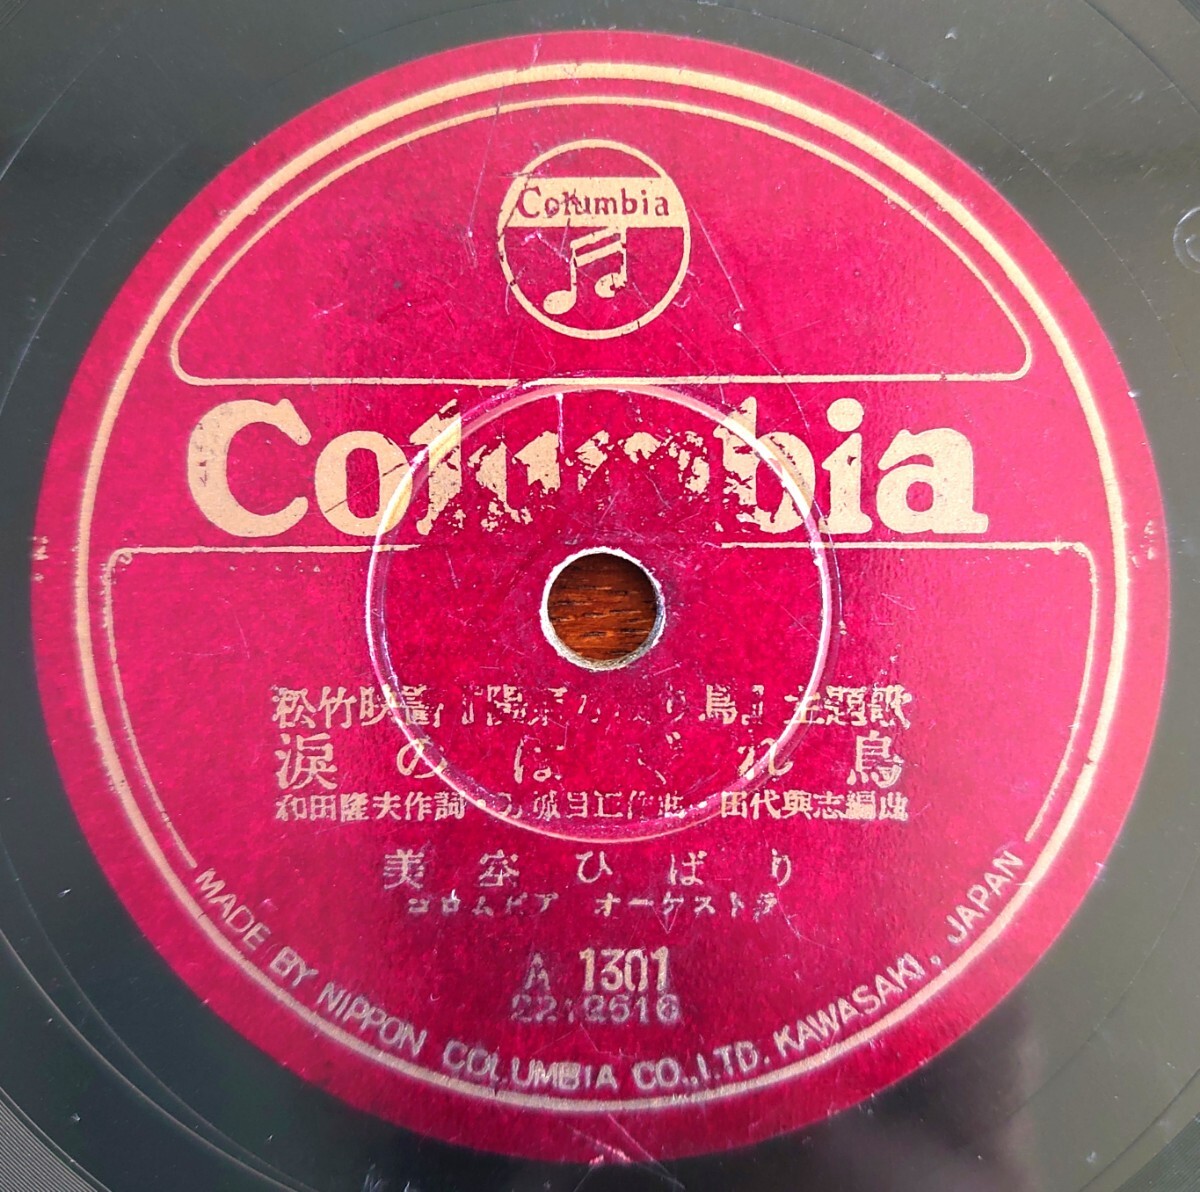 Columbia
Columbia
松竹映畫『陽気な渡り鳥』主題歌
涙のはぐれ鳥
和田隆夫作詞・万城目正作曲・田代與志編曲
美空ひばり
コロムビア オーケストラ
A 1301
MADE BY NIPPON COLUMBIA CO., LTD. KAWASAKI, JAPAN